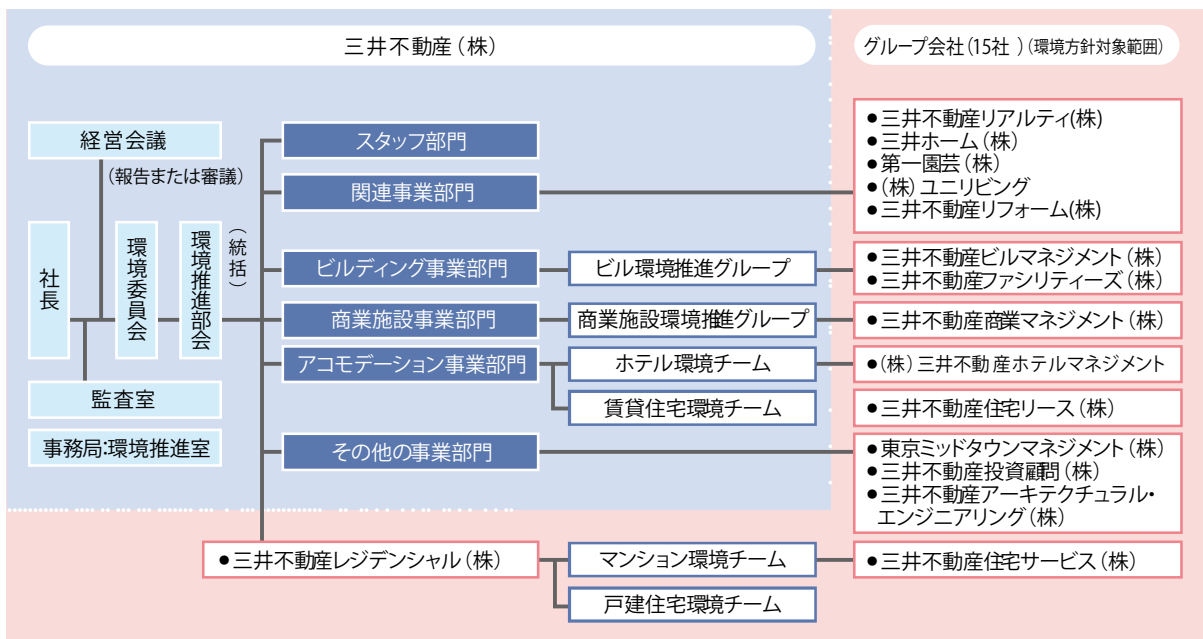 三井不動産(株)
グループ会社(15社)(環境方針対象範囲)
経営会議
(報告または審議)
社長
環境委員会
環境推進部会
(統括)
監査室
事務局:環境推進室
スタッフ部門
関連事業部門
ビルディング事業部門
商業施設事業部門
アコモデーション事業部門
その他の事業部門
ビル環境推進グループ
商業施設環境推進グループ
ホテル環境チーム
賃貸住宅環境チーム
●三井不動産リアルティ(株)
●三井ホーム(株)
●第一園芸(株)
●(株)ユニリビング
●三井不動産リフォーム(株)
●三井不動産ビルマネジメント(株)
●三井不動産ファシリティーズ(株)
●三井不動産商業マネジメント(株)
●(株)三井不動産ホテルマネジメント
●三井不動産住宅リース(株)
●東京ミッドタウンマネジメント(株)
●三井不動産投資顧問(株)
●三井不動産アーキテクチュラル・
エンジニアリング(株)
●三井不動産レジデンシャル(株)
マンション環境チーム
戸建住宅環境チーム
●三井不動産住宅サービス(株)